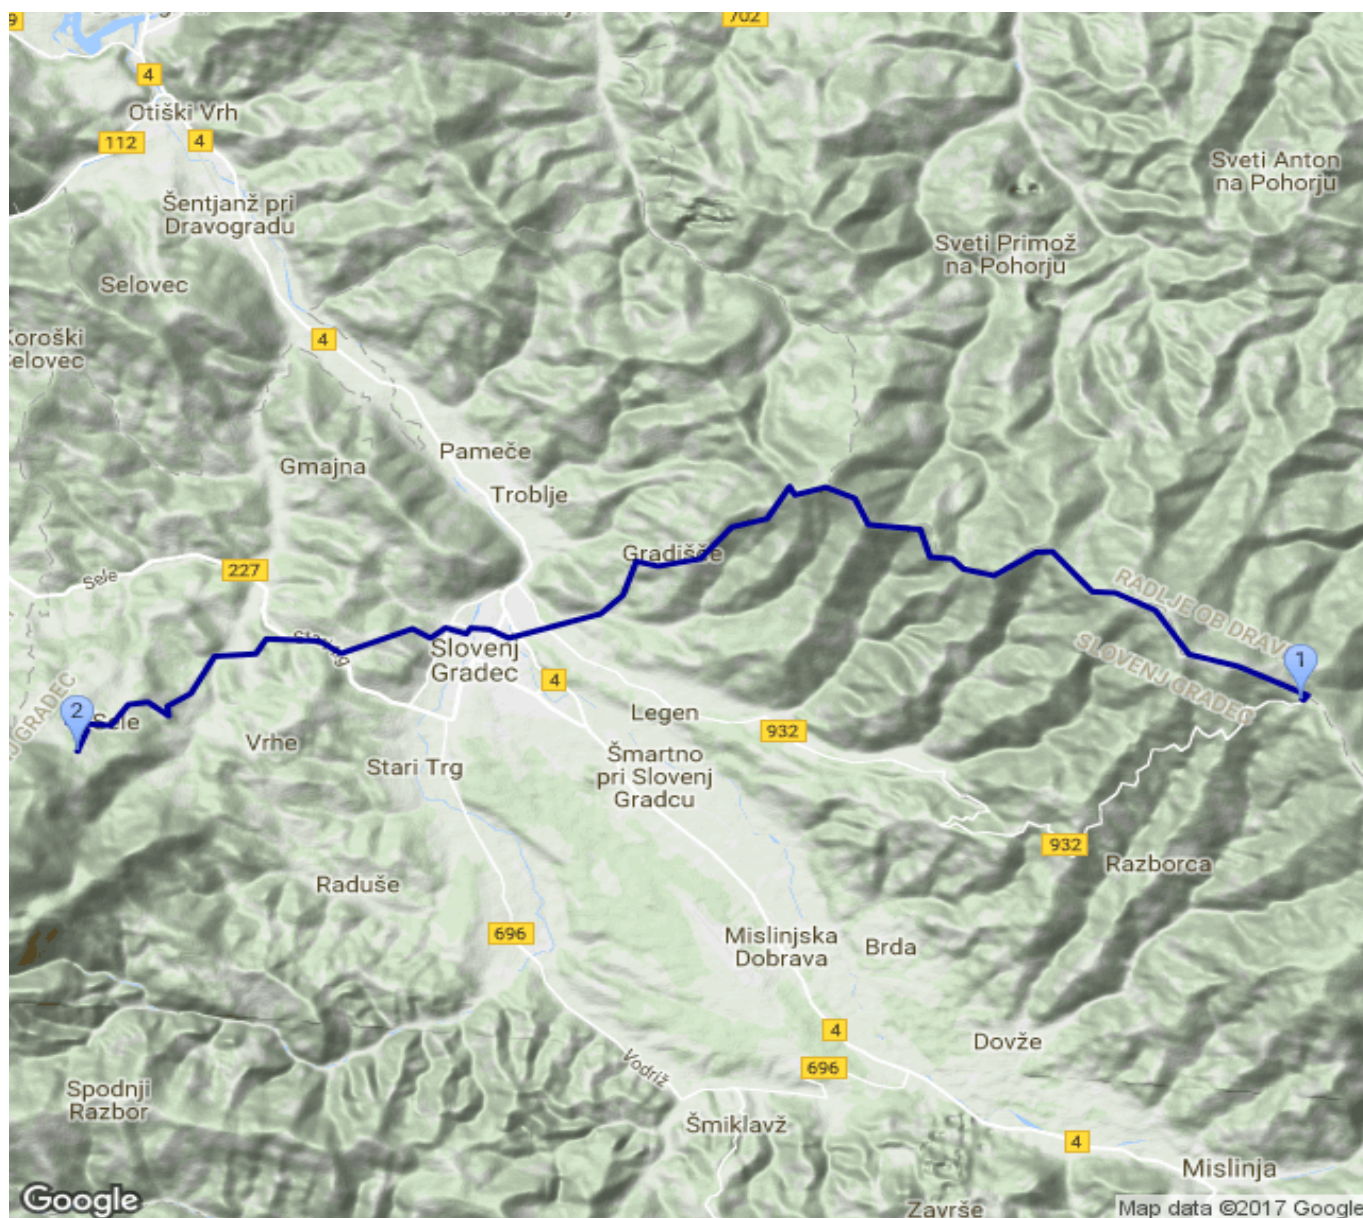 9
702
4
Otiški Vrh
112
4
Sveti Anton
na Pohorju
Šentjanž pri
Dravogradu
Sveti Primož
na Pohorju
Selovec
Koroški
Selovec
4
Pameče
Gmajna
Troblje
Gradišče
227
Sele
RADLJE OB DRAVI
Stari trg
Slovenj
Gradec
SLOVENJ GRADEC
1
4
2
Sele
Legen
932
Vrhe
Stari Trg
Šmartno
pri Slovenj
Gradcu
932
Razborca
Raduše
696
Mislinjska
Dobrava
Brda
4
Dovže
696
Vodriž
Spodnji
Razbor
Šmiklavž
4
Mislinja
Google
Završe
Map data ©2017 Google